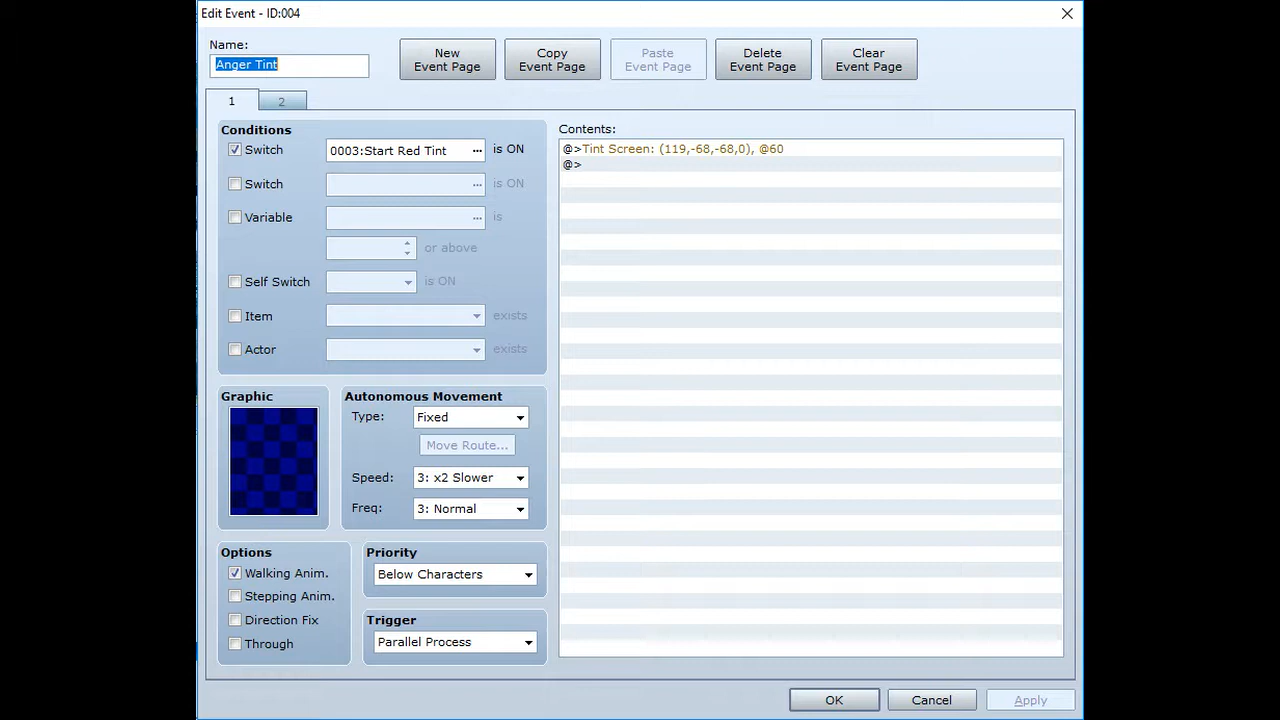 Edit Event - ID:004
Name:
Anger Tint
New Event Page
Copy Event Page
Paste Event Page
Delete Event Page
Clear Event Page
1
2
Conditions
Switch 0003:Start Red Tint ... is ON
Switch ... is ON
Variable ... is
or above
Self Switch is ON
Item exists
Actor exists
Graphic
Autonomous Movement
Type: Fixed
Move Route...
Speed: 3: x2 Slower
Freq: 3: Normal
Options
Walking Anim.
Stepping Anim.
Direction Fix
Through
Priority
Below Characters
Trigger
Parallel Process
Contents:
@>Tint Screen: (119,-68,-68,0), @60
@>
OK
Cancel
Apply